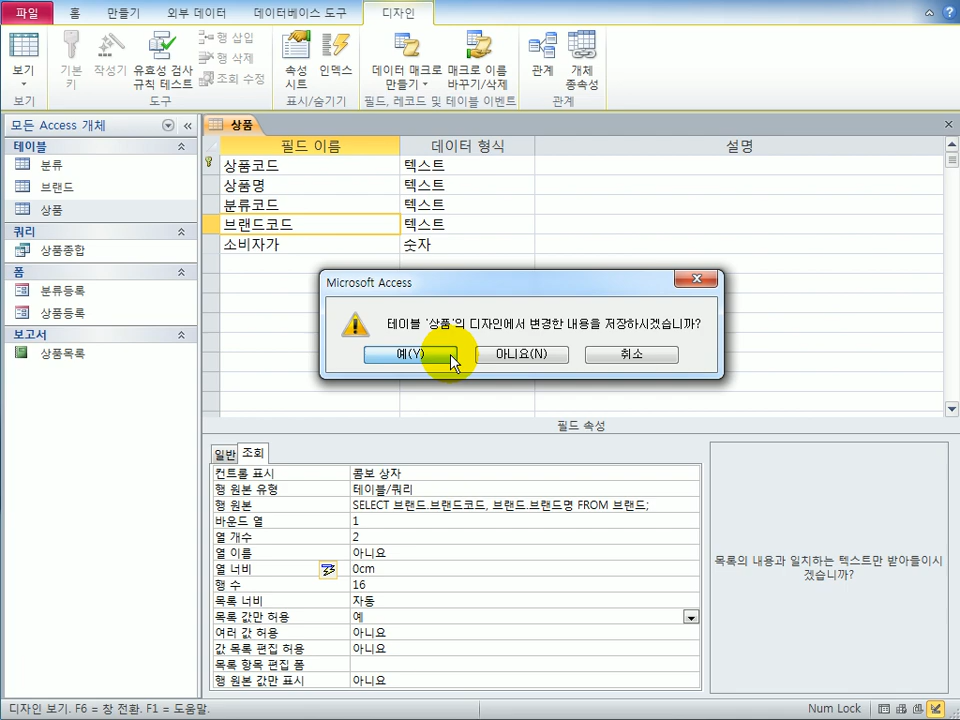 파일 홈 만들기 외부 데이터 데이터베이스 도구 디자인
보기 기본 키 작성기 유효성 검사 규칙 테스트 행 삽입 행 삭제 조회 수정 속성 시트 인덱스 데이터 매크로 만들기 매크로 이름 바꾸기/삭제 관계 개체 종속성
보기 도구 표시/숨기기 필드, 레코드 및 테이블 이벤트 관계
모든 Access 개체 «
테이블
분류
브랜드
상품
쿼리
상품종합
폼
분류등록
상품등록
보고서
상품목록
상품
필드 이름 데이터 형식 설명
상품코드 텍스트
상품명 텍스트
분류코드 텍스트
브랜드코드 텍스트
소비자가 숫자
Microsoft Access
테이블 '상품'의 디자인에서 변경한 내용을 저장하시겠습니까?
예(Y) 아니요(N) 취소
필드 속성
일반 조회
컨트롤 표시 콤보 상자
행 원본 유형 테이블/쿼리
행 원본 SELECT 브랜드.브랜드코드, 브랜드.브랜드명 FROM 브랜드;
바운드 열 1
열 개수 2
열 이름 아니요
열 너비 0cm
행 수 16
목록 너비 자동
목록 값만 허용 예
여러 값 허용 아니요
값 목록 편집 허용 아니요
목록 항목 편집 폼
행 원본 값만 표시 아니요
목록의 내용과 일치하는 텍스트만 받아들이시
겠습니까?
디자인 보기. F6 = 창 전환. F1 = 도움말. Num Lock